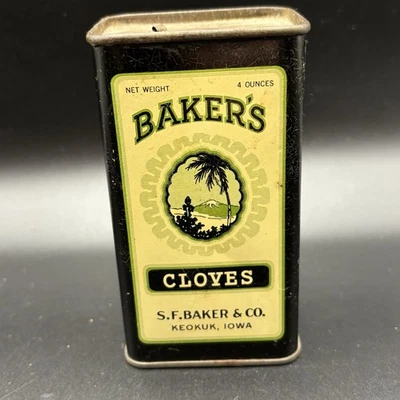 NET WEIGHT 4 OUNCES
BAKER'S
CLOVES
S.F. BAKER & CO.
KEOKUK, IOWA